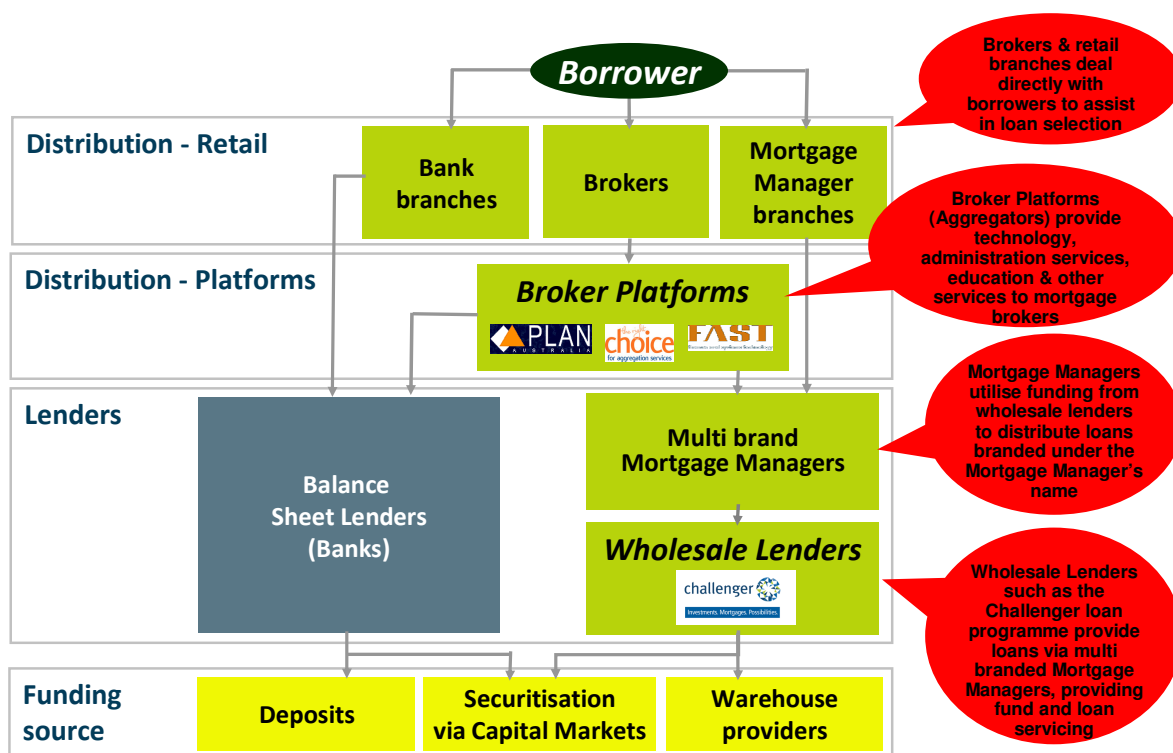 Borrower
Brokers & retail
branches deal
directly with
borrowers to assist
in loan selection
Distribution - Retail
Bank
branches
Brokers
Mortgage
Manager
branches
Broker Platforms
(Aggregators) provide
technology,
administration services,
education & other
services to mortgage
brokers
Distribution - Platforms
Broker Platforms
PLAN
AUSTRALIA
choice
for aggregation services
FAST
Lenders
Balance
Sheet Lenders
(Banks)
Multi brand
Mortgage Managers
Mortgage Managers
utilise funding from
wholesale lenders
to distribute loans
branded under the
Mortgage Manager's
name
Wholesale Lenders
challenger
Investments. Mortgages. Possibilities.
Wholesale Lenders
such as the
Challenger loan
programme provide
loans via multi
branded Mortgage
Managers, providing
fund and loan
servicing
Funding
source
Deposits
Securitisation
via Capital Markets
Warehouse
providers